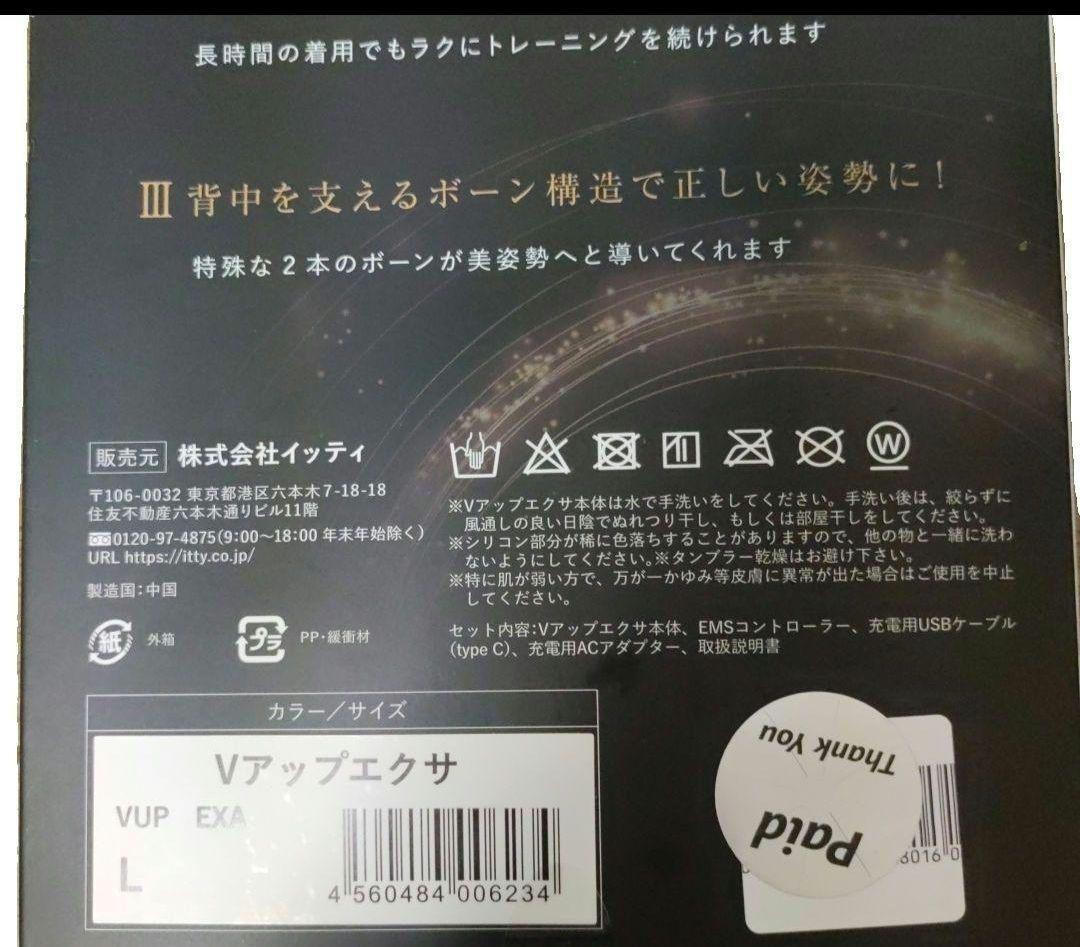 長時間の着用でもラクにトレーニングを続けられます
Ⅲ 背中を支えるボーン構造で正しい姿勢に!
特殊な2本のボーンが美姿勢へと導いてくれます
販売元 株式会社イッティ
〒106-0032 東京都港区六本木7-18-18
住友不動産六本木通りビル11階
0120-97-4875(9:00~18:00 年末年始除く)
URL https://itty.co.jp/
製造国:中国
紙 外箱
プラ PP・緩衝材
W
※Vアップエクサ本体は水で手洗いをしてください。手洗い後は、絞らずに
風通しの良い日陰でぬれつり干し、もしくは部屋干しをしてください。
※シリコン部分が稀に色落ちすることがありますので、他の物と一緒に洗わ
ないようにしてください。※タンブラー乾燥はお避け下さい。
※特に肌が弱い方で、万が一かゆみ等皮膚に異常が出た場合はご使用を中止
してください。
セット内容:Vアップエクサ本体、EMSコントローラー、充電用USBケーブル
(type C)、充電用ACアダプター、取扱説明書
カラー/サイズ
Vアップエクサ
VUP EXA
L
4 560484 006234
Thank You
Paid
3016 0